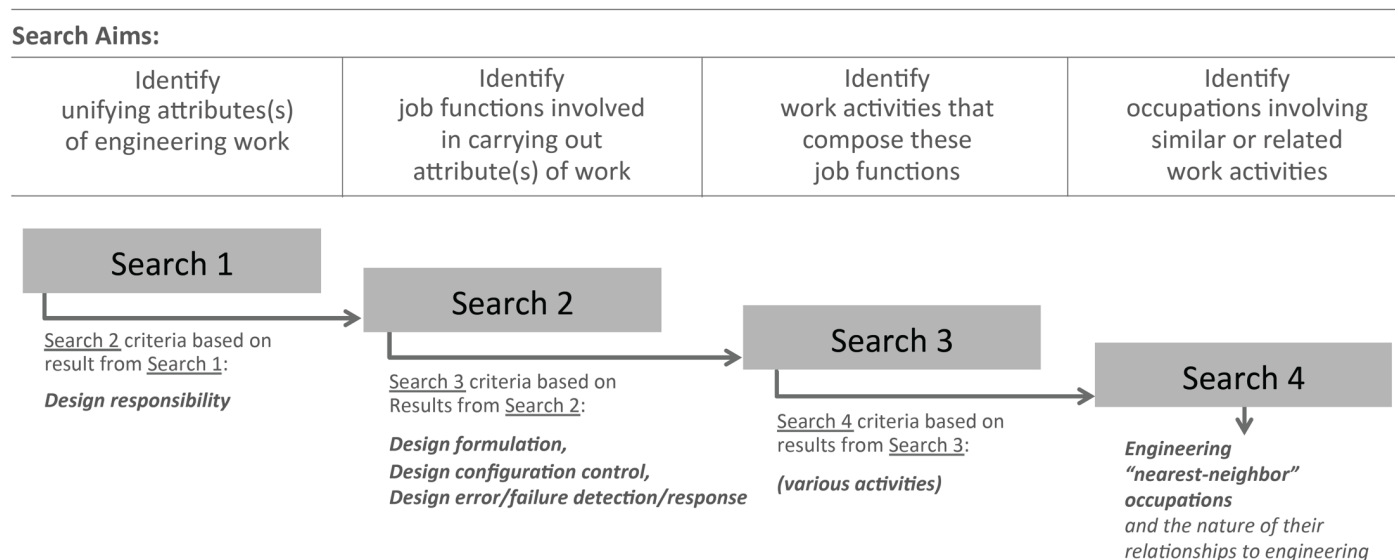 Search Aims:
Identify
unifying attributes(s)
of engineering work
Identify
job functions involved
in carrying out
attribute(s) of work
Identify
work activities that
compose these
job functions
Identify
occupations involving
similar or related
work activities
Search 1
Search 2 criteria based on
result from Search 1:
Design responsibility
Search 2
Search 3 criteria based on
Results from Search 2:
Design formulation,
Design configuration control,
Design error/failure detection/response
Search 3
Search 4 criteria based on
results from Search 3:
(various activities)
Search 4
Engineering
“nearest-neighbor”
occupations
and the nature of their
relationships to engineering